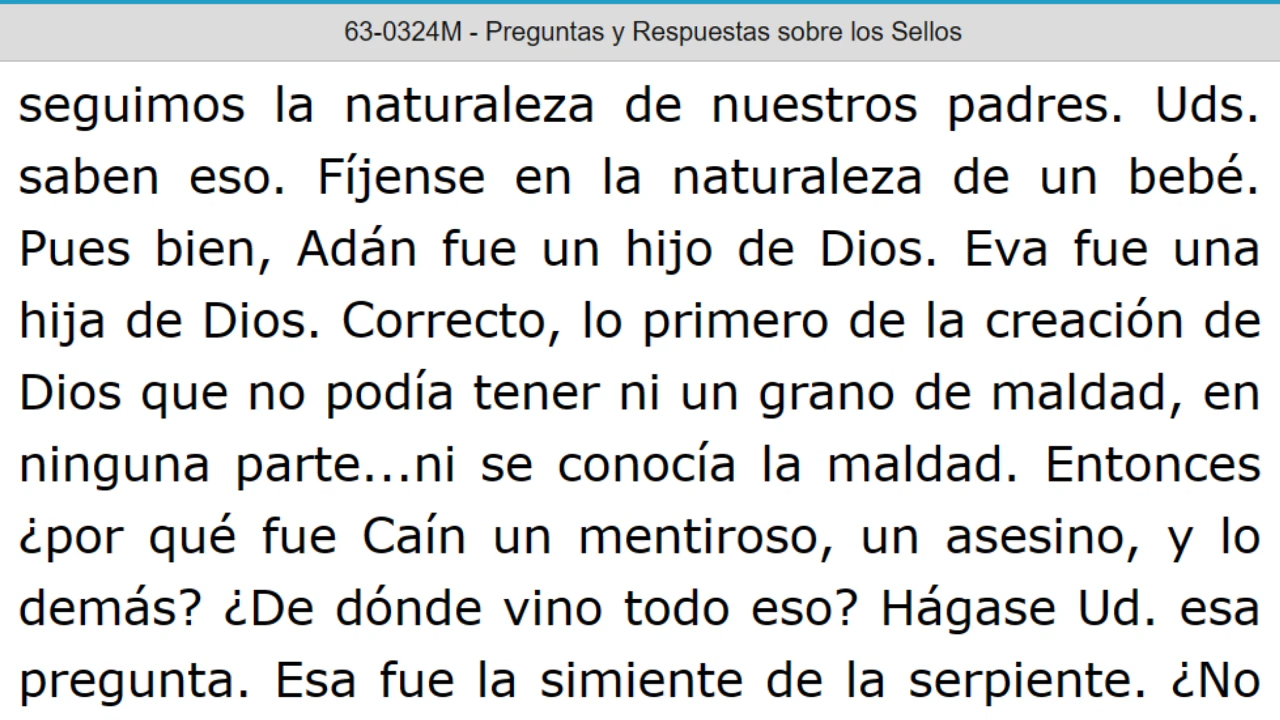 63-0324M - Preguntas y Respuestas sobre los Sellos
seguimos la naturaleza de nuestros padres. Uds.
saben eso. Fíjense en la naturaleza de un bebé.
Pues bien, Adán fue un hijo de Dios. Eva fue una
hija de Dios. Correcto, lo primero de la creación de
Dios que no podía tener ni un grano de maldad, en
ninguna parte...ni se conocía la maldad. Entonces
¿por qué fue Caín un mentiroso, un asesino, y lo
demás? ¿De dónde vino todo eso? Hágase Ud. esa
pregunta. Esa fue la simiente de la serpiente. ¿No